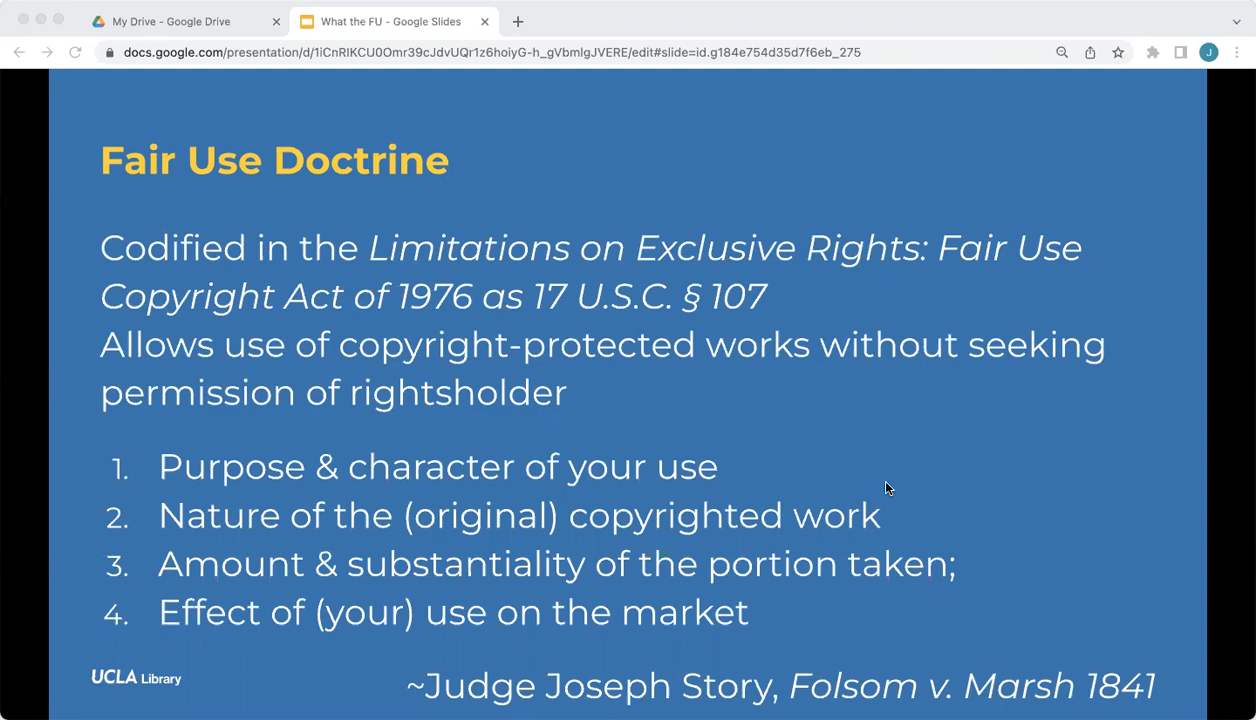 My Drive - Google Drive
What the FU - Google Slides
docs.google.com/presentation/d/1iCnRlKCU0Omr39cJdvUQr1z6hoiyG-h_gVbmlgJVERE/edit#slide=id.g184e754d35d7f6eb_275
J
Fair Use Doctrine
Codified in the Limitations on Exclusive Rights: Fair Use
Copyright Act of 1976 as 17 U.S.C. § 107
Allows use of copyright-protected works without seeking
permission of rightsholder
1. Purpose & character of your use
2. Nature of the (original) copyrighted work
3. Amount & substantiality of the portion taken;
4. Effect of (your) use on the market
UCLA Library
~Judge Joseph Story, Folsom v. Marsh 1841